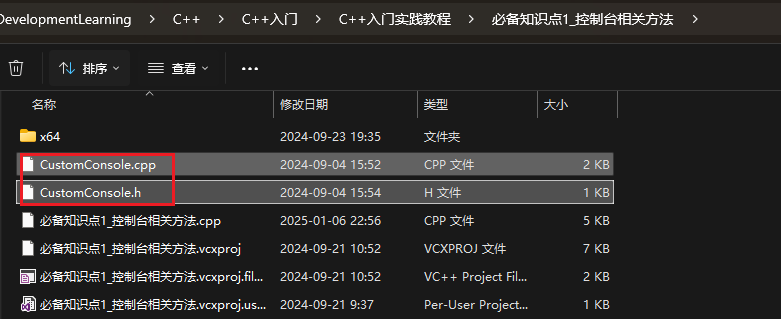 DevelopmentLearning > C++ > C++入门 > C++入门实践教程 > 必备知识点1_控制台相关方法 >
排序 查看 •••
名称 修改日期 类型 大小
x64 2024-09-23 19:35 文件夹
CustomConsole.cpp 2024-09-04 15:52 CPP 文件 2 KB
CustomConsole.h 2024-09-04 15:54 H 文件 1 KB
必备知识点1_控制台相关方法.cpp 2025-01-06 22:56 CPP 文件 5 KB
必备知识点1_控制台相关方法.vcxproj 2024-09-21 10:52 VCXPROJ 文件 7 KB
必备知识点1_控制台相关方法.vcxproj.fil... 2024-09-21 10:52 VC++ Project Fil... 2 KB
必备知识点1_控制台相关方法.vcxproj.us... 2024-09-21 9:37 Per-User Project... 1 KB